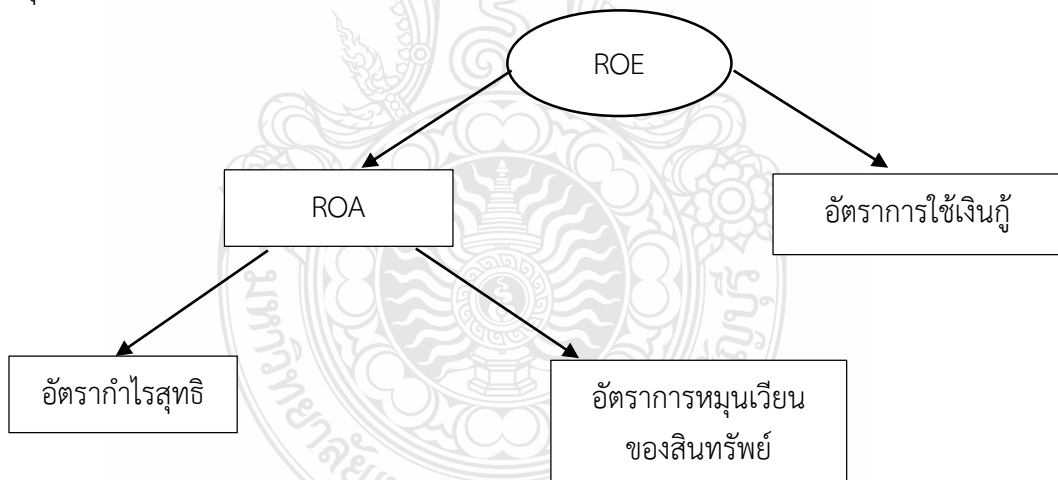 ROE
ROA
อัตราการใช้เงินกู้
อัตรากำไรสุทธิ
อัตราการหมุนเวียน
ของสินทรัพย์